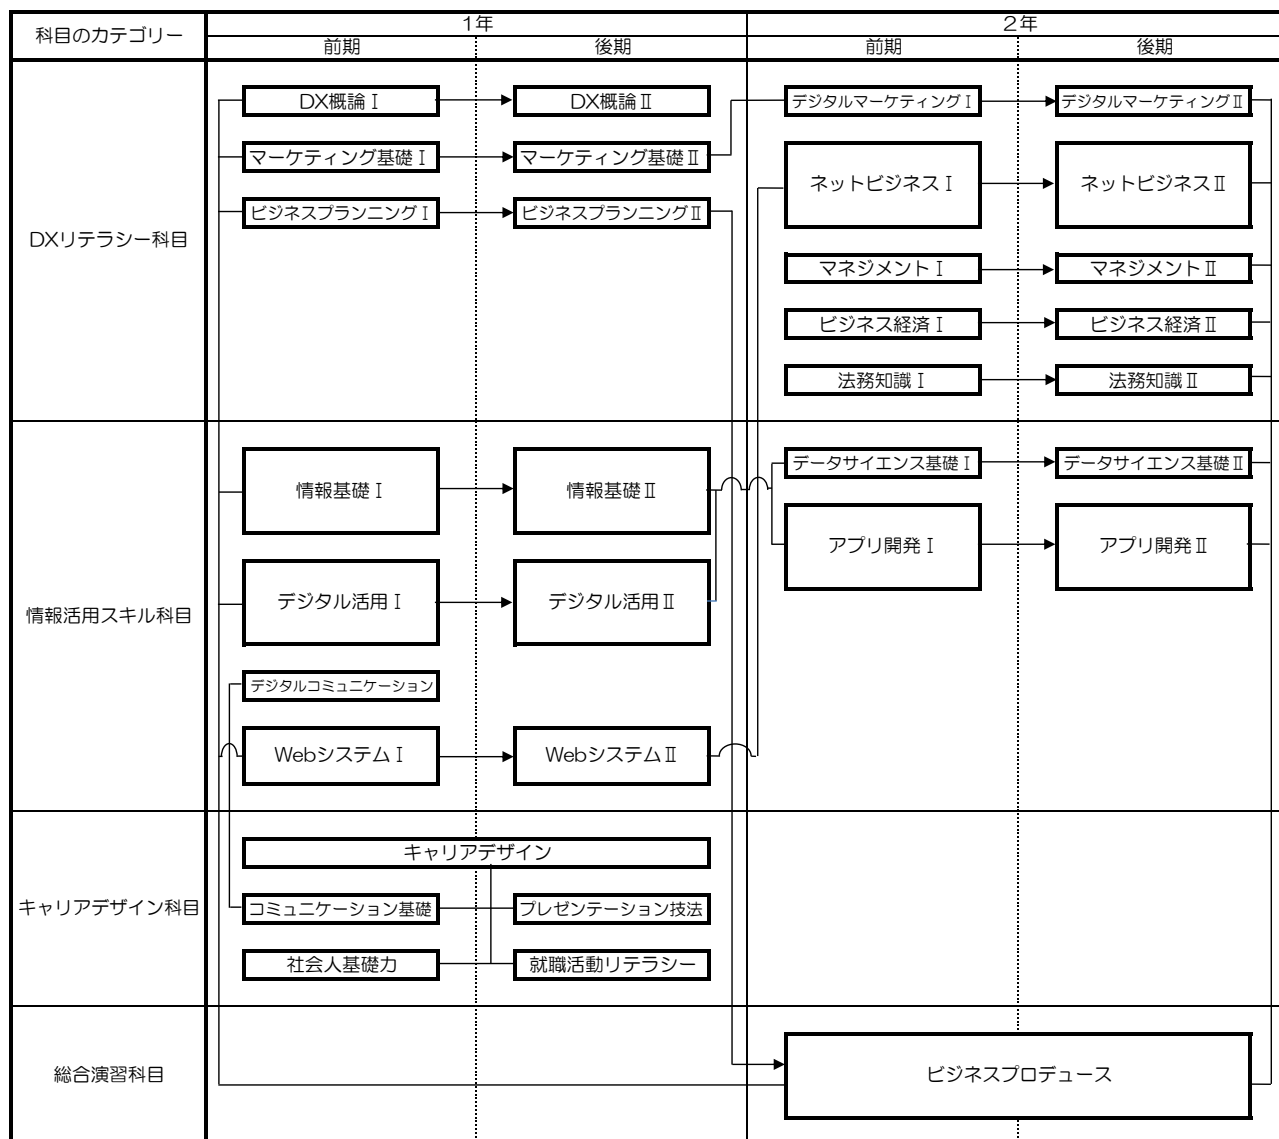 科目のカテゴリー
1年
2年
前期
後期
前期
後期
DXリテラシー科目
DX概論Ⅰ
DX概論Ⅱ
デジタルマーケティングⅠ
デジタルマーケティングⅡ
マーケティング基礎Ⅰ
マーケティング基礎Ⅱ
ネットビジネスⅠ
ネットビジネスⅡ
ビジネスプランニングⅠ
ビジネスプランニングⅡ
マネジメントⅠ
マネジメントⅡ
ビジネス経済Ⅰ
ビジネス経済Ⅱ
法務知識Ⅰ
法務知識Ⅱ
情報活用スキル科目
情報基礎Ⅰ
情報基礎Ⅱ
データサイエンス基礎Ⅰ
データサイエンス基礎Ⅱ
アプリ開発Ⅰ
アプリ開発Ⅱ
デジタル活用Ⅰ
デジタル活用Ⅱ
デジタルコミュニケーション
WebシステムⅠ
WebシステムⅡ
キャリアデザイン科目
キャリアデザイン
コミュニケーション基礎
プレゼンテーション技法
社会人基礎力
就職活動リテラシー
総合演習科目
ビジネスプロデュース